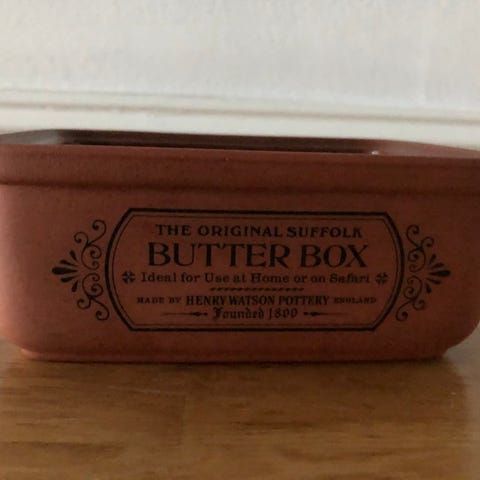 THE ORIGINAL SUFFOLK
BUTTER BOX
Ideal for Use at Home or on Safari
MADE BY HENRY WATSON POTTERY ENGLAND
Founded 1800